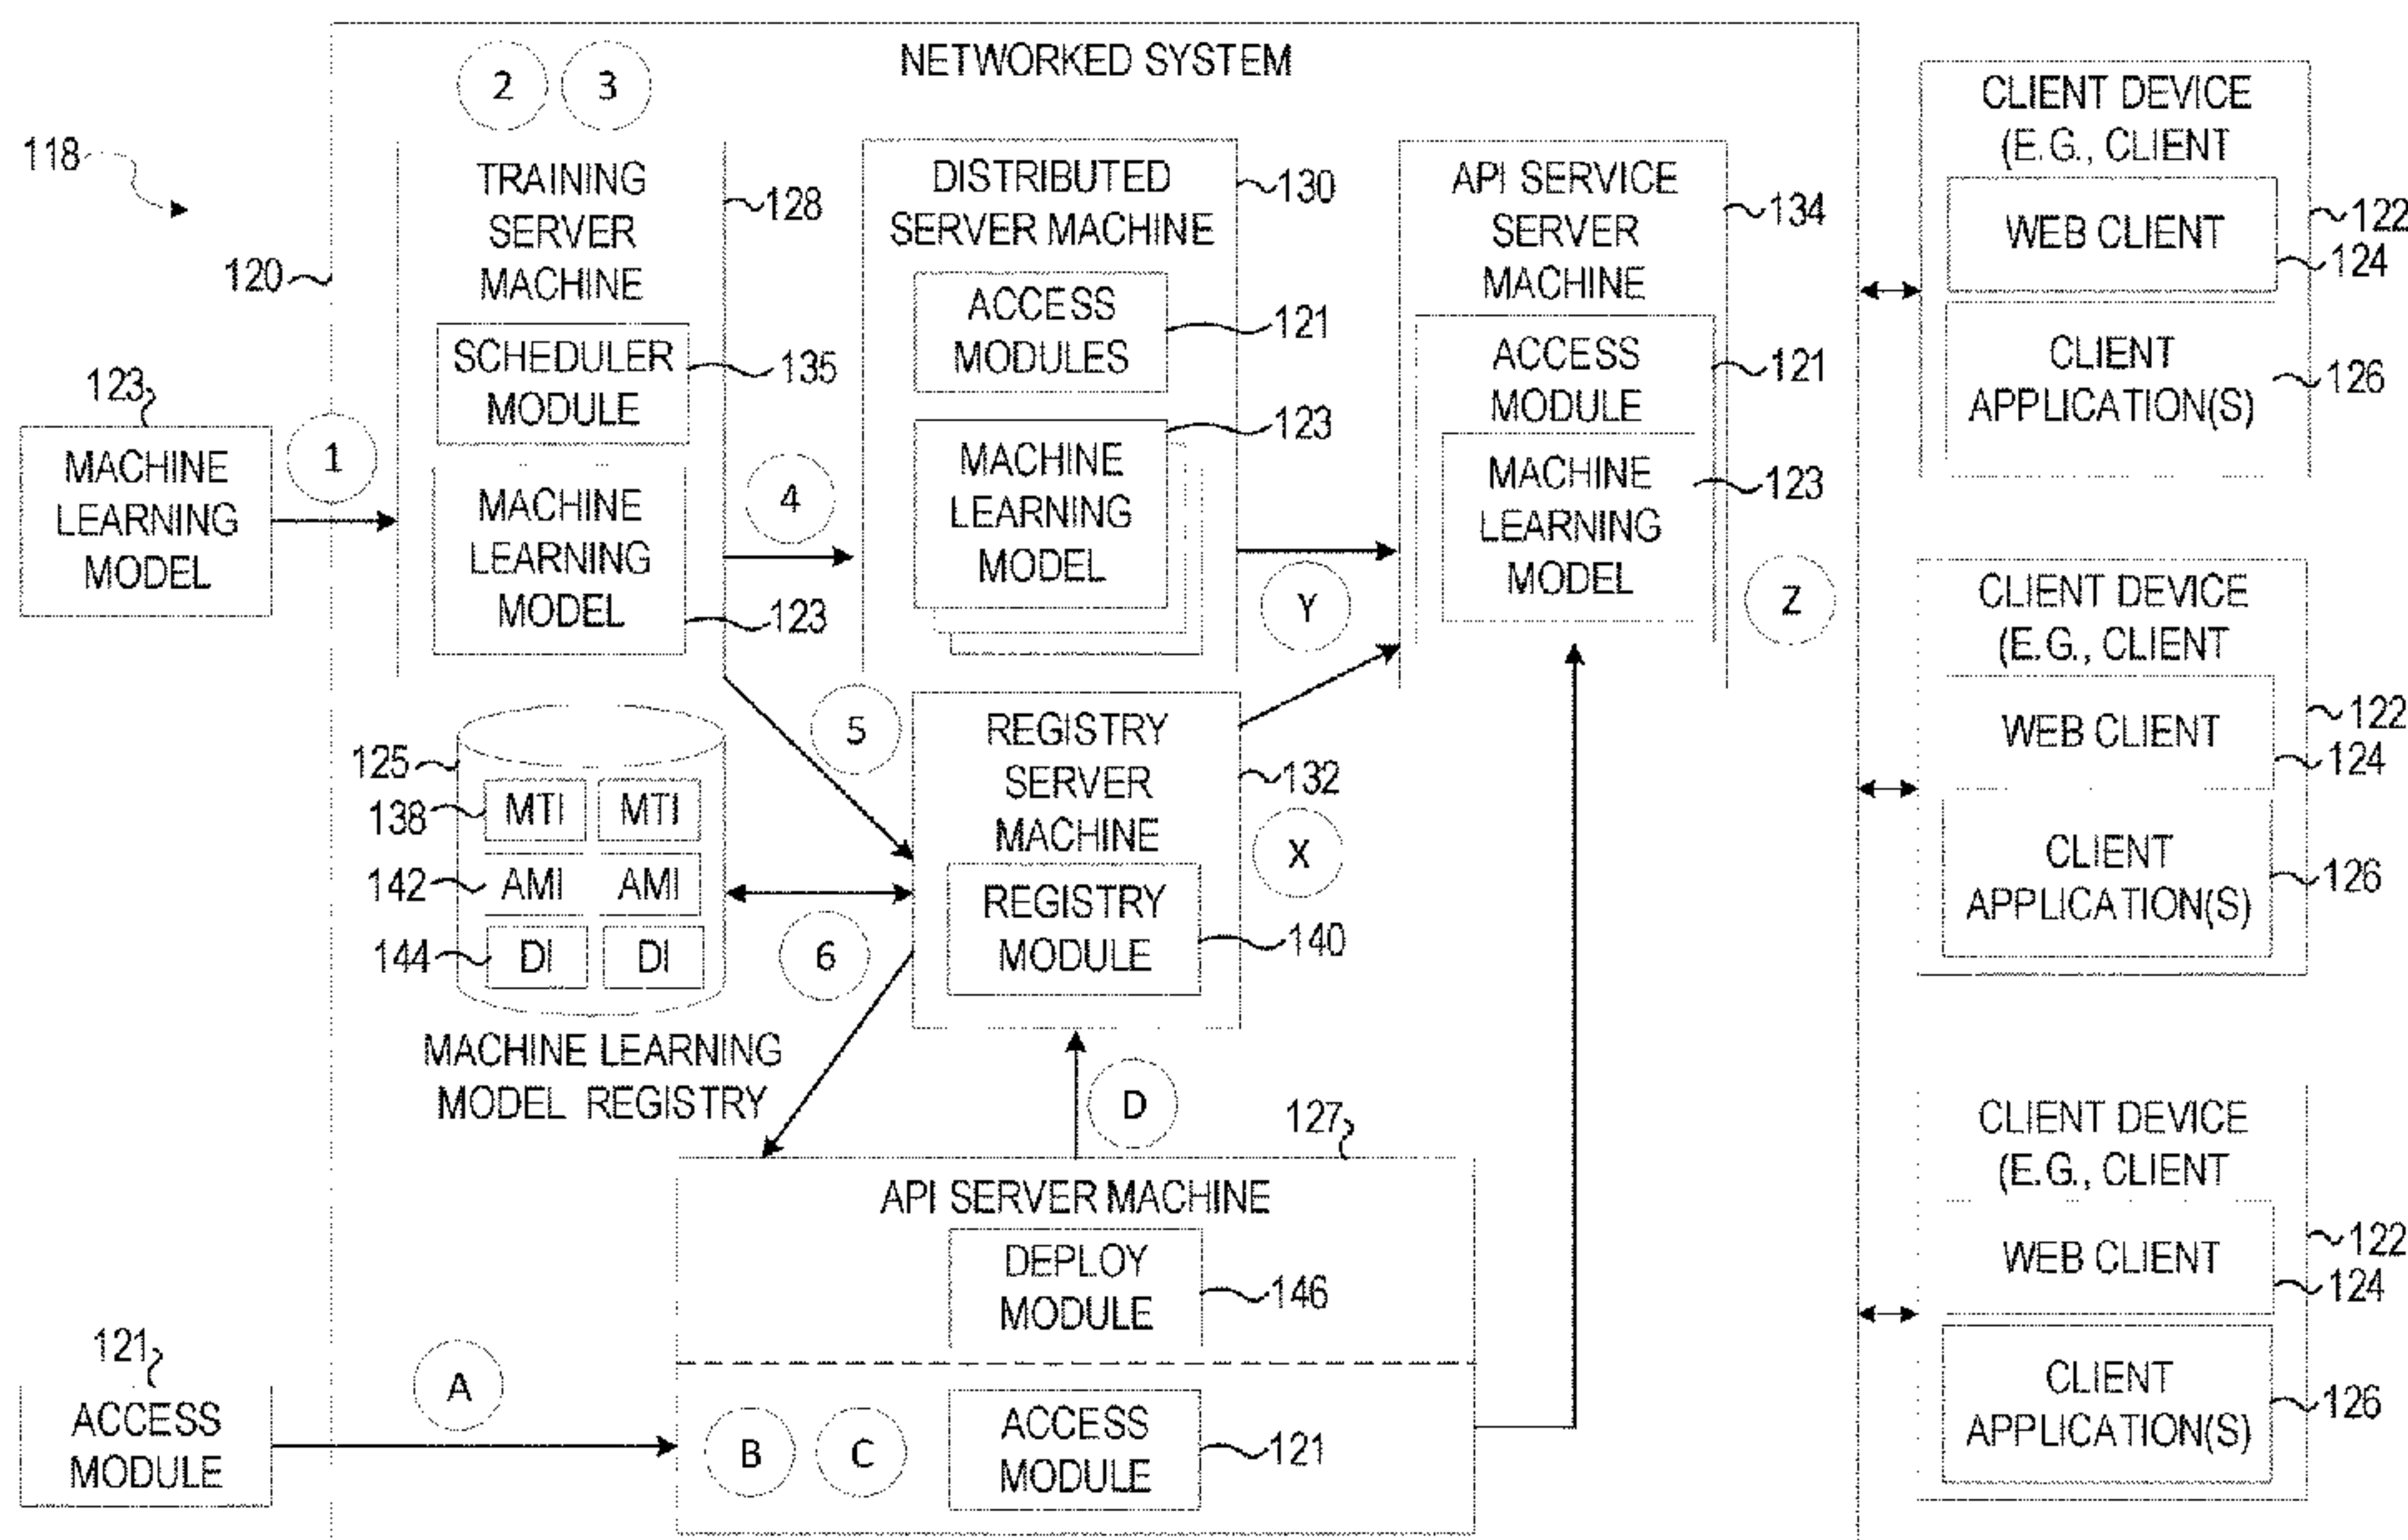 NETWORKED SYSTEM
2 3
118
120
TRAINING
SERVER
MACHINE
128
SCHEDULER
MODULE
135
MACHINE
LEARNING
MODEL
123
123
MACHINE
LEARNING
MODEL
1
4
DISTRIBUTED
SERVER MACHINE
130
ACCESS
MODULES
121
123
MACHINE
LEARNING
MODEL
Y
API SERVICE
SERVER
MACHINE
134
ACCESS
MODULE
121
MACHINE
LEARNING
MODEL
123
Z
5
125
138
MTI MTI
142
AMI AMI
144
DI DI
MACHINE LEARNING
MODEL REGISTRY
6
REGISTRY
SERVER
MACHINE
132
X
REGISTRY
MODULE
140
D
127
API SERVER MACHINE
DEPLOY
MODULE
146
121
ACCESS
MODULE
A
B C
ACCESS
MODULE
121
CLIENT DEVICE
(E.G., CLIENT
122
WEB CLIENT
124
CLIENT
APPLICATION(S)
126
CLIENT DEVICE
(E.G., CLIENT
WEB CLIENT
122
124
CLIENT
APPLICATION(S)
126
CLIENT DEVICE
(E.G., CLIENT
WEB CLIENT
122
124
CLIENT
APPLICATION(S)
126